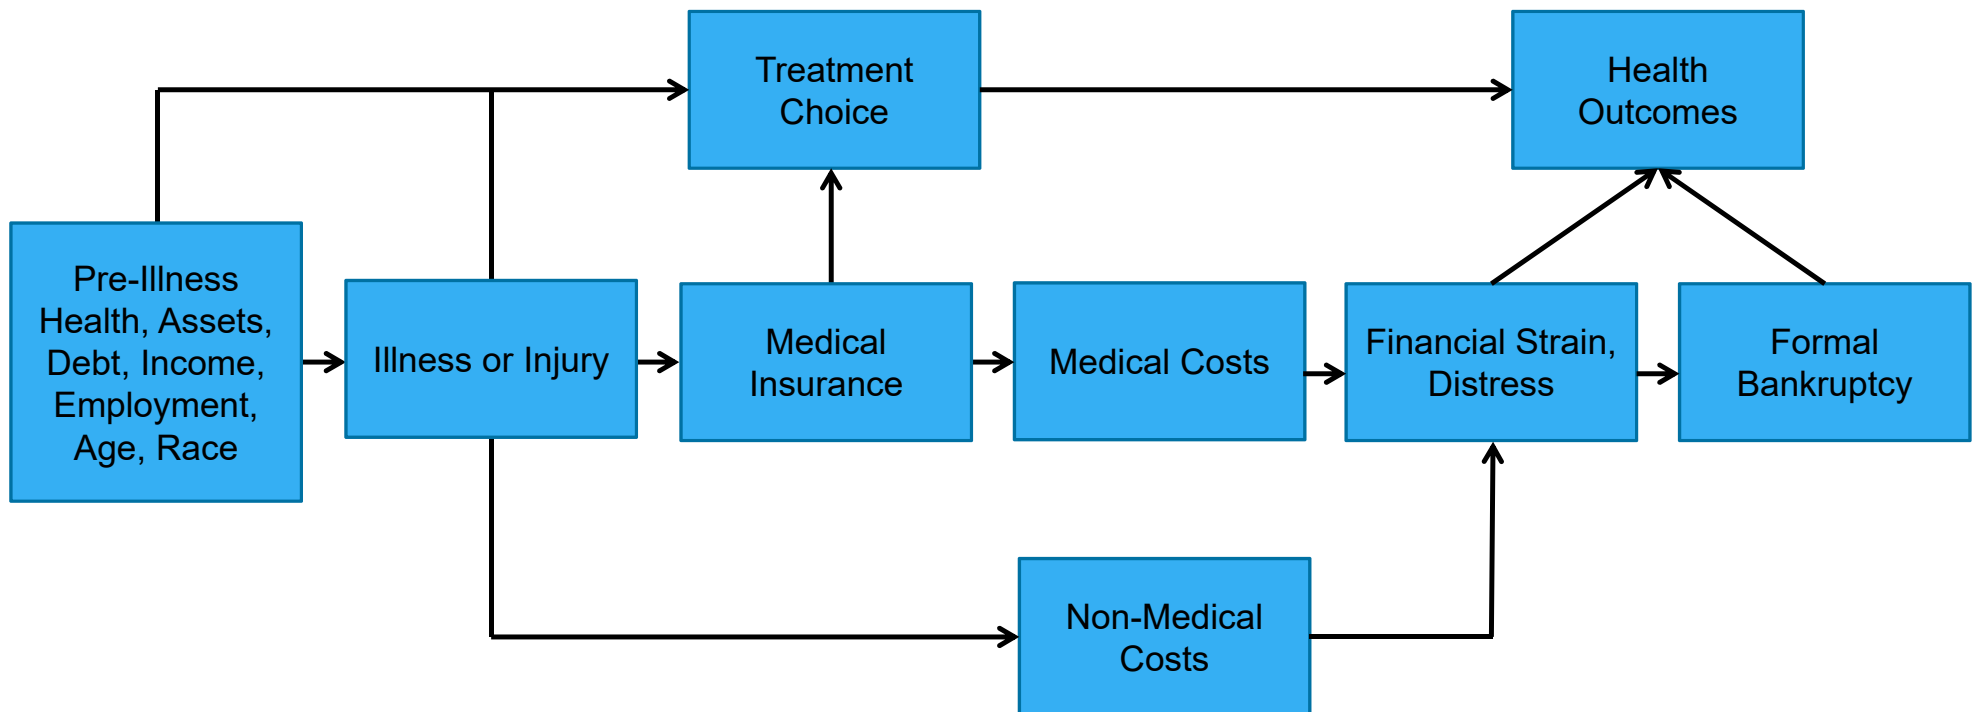 Treatment
Choice
Health
Outcomes
Pre-Illness
Health, Assets,
Debt, Income,
Employment,
Age, Race
Illness or Injury
Medical
Insurance
Medical Costs
Financial Strain,
Distress
Formal
Bankruptcy
Non-Medical
Costs